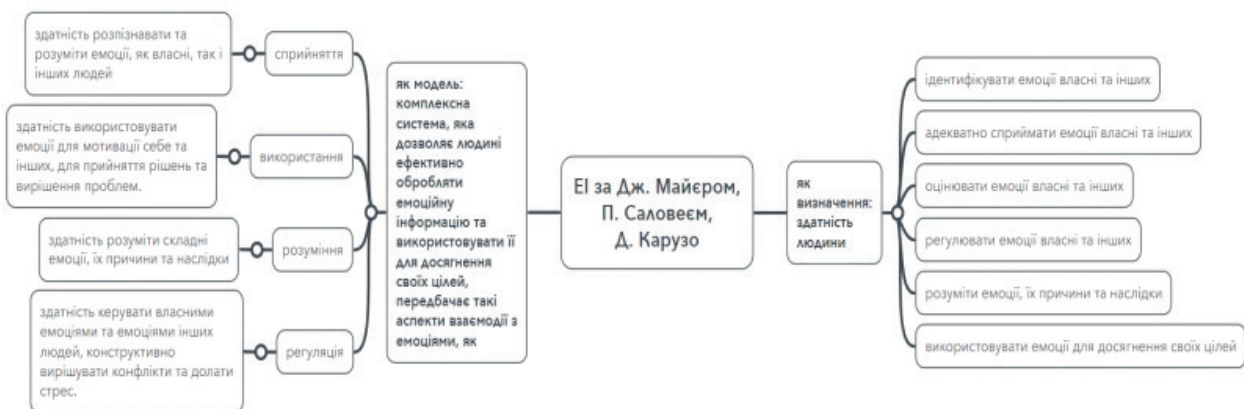 здатність розпізнавати та
розуміти емоції, як власні, так і
інших людей
сприйняття
здатність використовувати
емоції для мотивації себе та
інших, для прийняття рішень та
вирішення проблем.
використання
здатність розуміти складні
емоції, їх причини та наслідки
розуміння
здатність керувати власними
емоціями та емоціями інших
людей, конструктивно
вирішувати конфлікти та долати
стрес.
регуляція
як модель:
комплексна
система, яка
дозволяє людині
ефективно
обробляти
емоційну
інформацію та
використовувати її
для досягнення
своїх цілей,
передбачає такі
аспекти взаємодії з
емоціями, як
ЕІ за Дж. Майєром,
П. Саловеєм,
Д. Карузо
як
визначення:
здатність
людини
ідентифікувати емоції власні та інших
адекватно сприймати емоції власні та інших
оцінювати емоції власні та інших
регулювати емоції власні та інших
розуміти емоції, їх причини та наслідки
використовувати емоції для досягнення своїх цілей